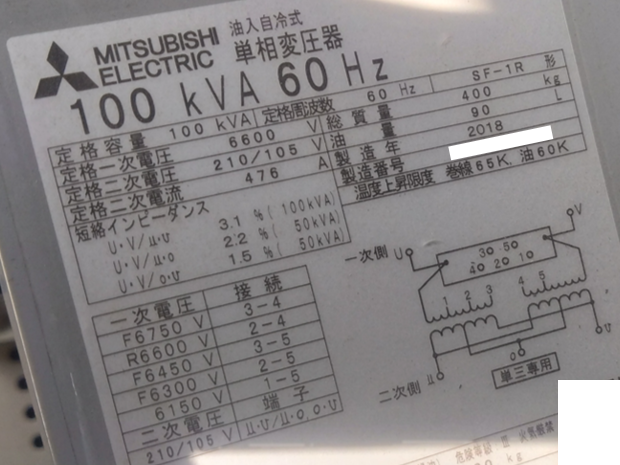 MITSUBISHI ELECTRIC
油入自冷式
単相変圧器
100 kVA 60 Hz
定格容量 100 kVA
定格周波数 60 Hz
SF-1R 形
定格一次電圧 6600 V
総質量 400 kg
定格二次電圧 210/105 V
油量 90 L
定格二次電流 476 A
製造年 2018
製造番号
温度上昇限度 巻線65K, 油60K
短絡インピーダンス
U・V/u・v 3.1 %(100kVA)
U・V/u・o 2.2 %( 50kVA)
U・V/o・v 1.5 %( 50kVA)
一次電圧 接続
F6750 V 3-4
R6600 V 2-4
F6450 V 3-5
F6300 V 2-5
6150 V 1-5
二次電圧 端子
210/105 V u・v/u・o o・v
一次側 U V
3 5
4 2 1
1 2 3 4 5
二次側 u o v
単三専用